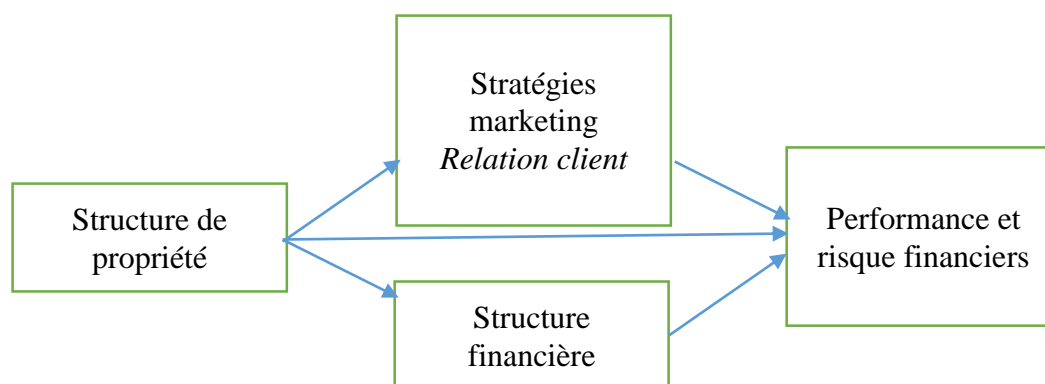 Stratégies
marketing
Relation client
Structure de
propriété
Performance et
risque financiers
Structure
financière